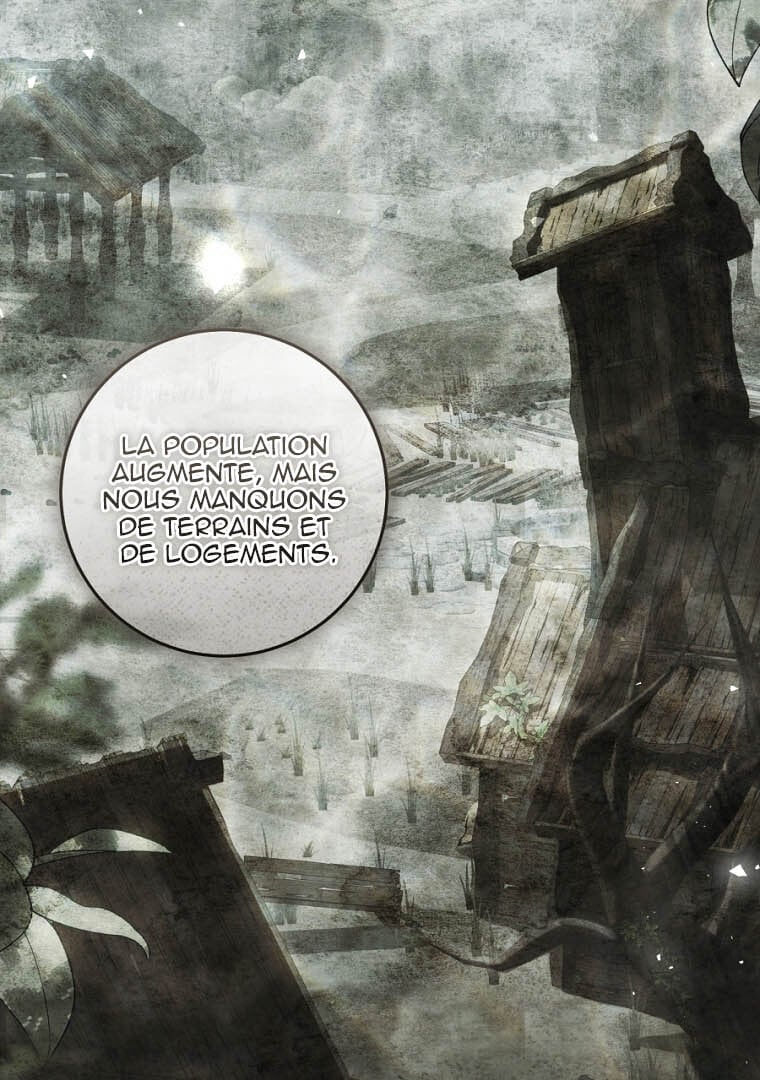 LA POPULATION
AUGMENTE, MAIS
NOUS MANQUONS
DE TERRAINS ET
DE LOGEMENTS.